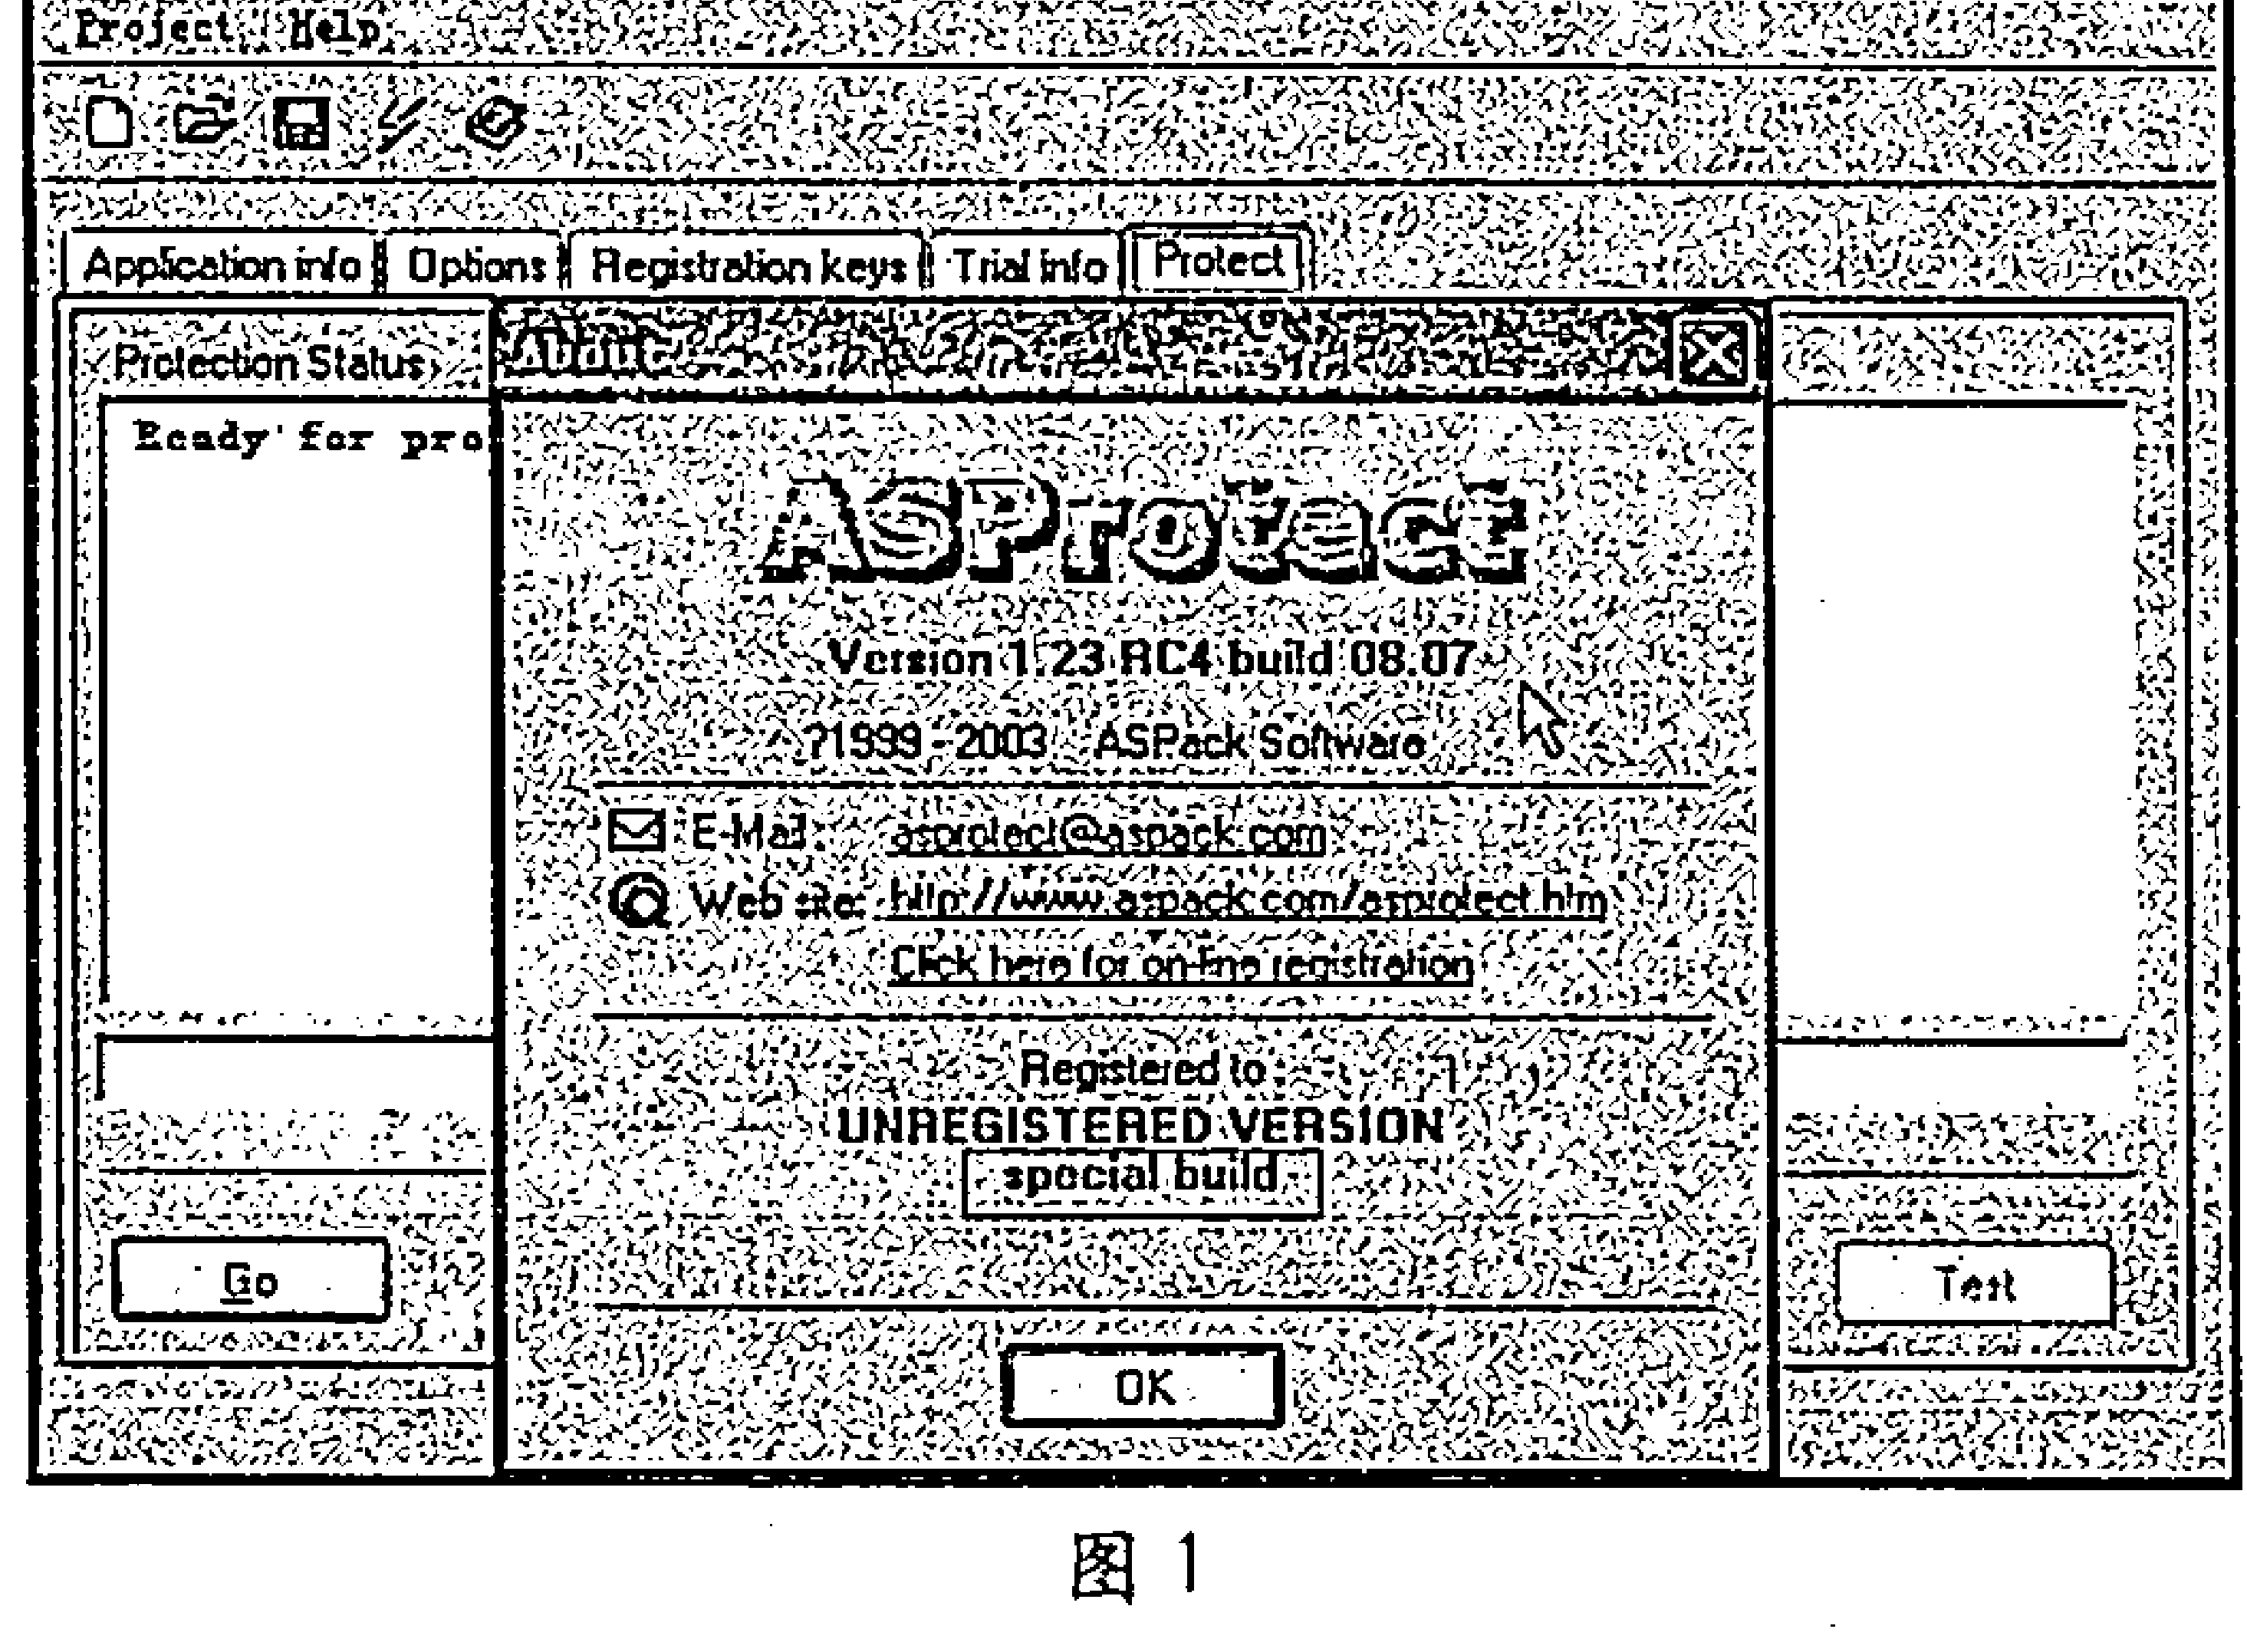 Project Help
Application info Options Registration keys Trial info Protect
Protection Status
About
Ready for pro
ASProtect
Version 1.23 RC4 build 08.07
?1999-2003 ASPack Software
E-Mail: asprotect@aspack.com
Web site: http://www.aspack.com/asprotect.htm
Click here for on-line registration
Registered to:
UNREGISTERED VERSION
special build
Go
Test
OK
图 1